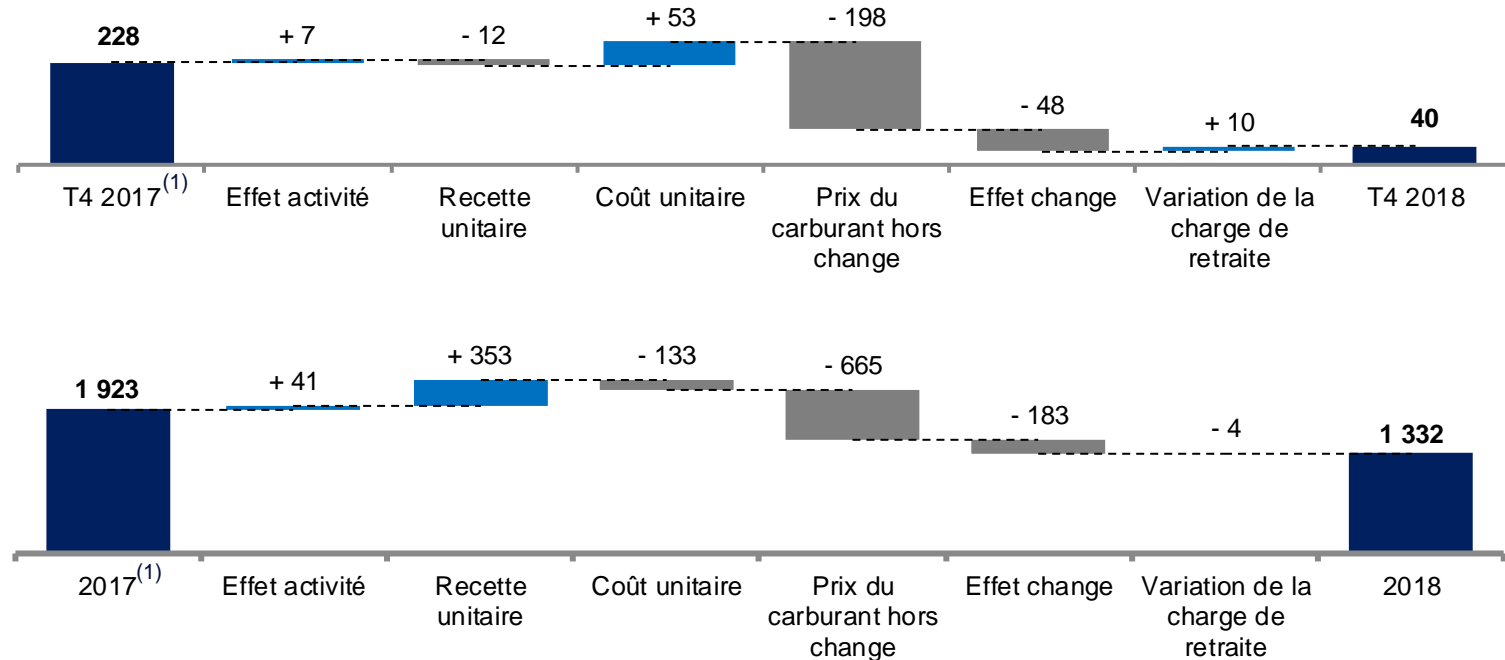 228
+ 7
- 12
+ 53
- 198
- 48
+ 10
40
T4 2017(1)
Effet activité
Recette
unitaire
Coût unitaire
Prix du
carburant hors
change
Effet change
Variation de la
charge de
retraite
T4 2018
1 923
+ 41
+ 353
- 133
- 665
- 183
- 4
1 332
2017(1)
Effet activité
Recette
unitaire
Coût unitaire
Prix du
carburant hors
change
Effet change
Variation de la
charge de
retraite
2018